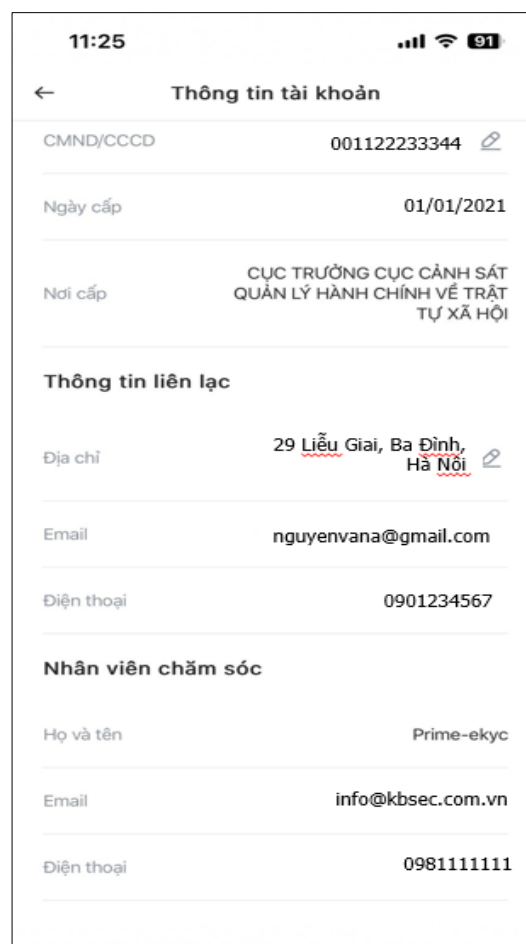 11:25
91
Thông tin tài khoản
CMND/CCCD 001122233344
Ngày cấp 01/01/2021
CỤC TRƯỞNG CỤC CẢNH SÁT
Nơi cấp QUẢN LÝ HÀNH CHÍNH VỀ TRẬT
TỰ XÃ HỘI
Thông tin liên lạc
29 Liễu Giai, Ba Đình,
Địa chỉ Hà Nôi
Email nguyenvana@gmail.com
Điện thoại 0901234567
Nhân viên chăm sóc
Họ và tên Prime-ekyc
Email info@kbsec.com.vn
Điện thoại 0981111111